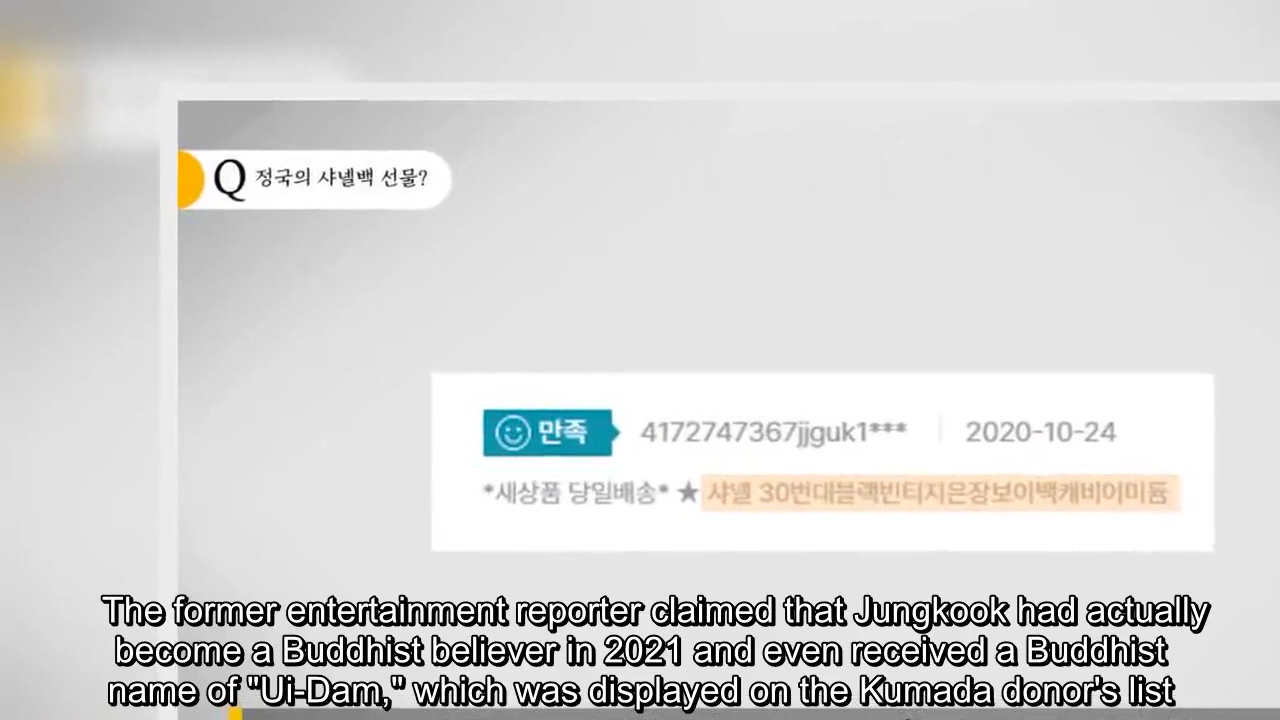 Q 정국의 샤넬백 선물?
만족 4172747367jjguk1*** 2020-10-24
*새상품 당일배송* ★샤넬 30번대블랙빈티지은장보이백캐비어미듐
The former entertainment reporter claimed that Jungkook had actually
become a Buddhist believer in 2021 and even received a Buddhist
name of "Ui-Dam," which was displayed on the Kumada donor's list